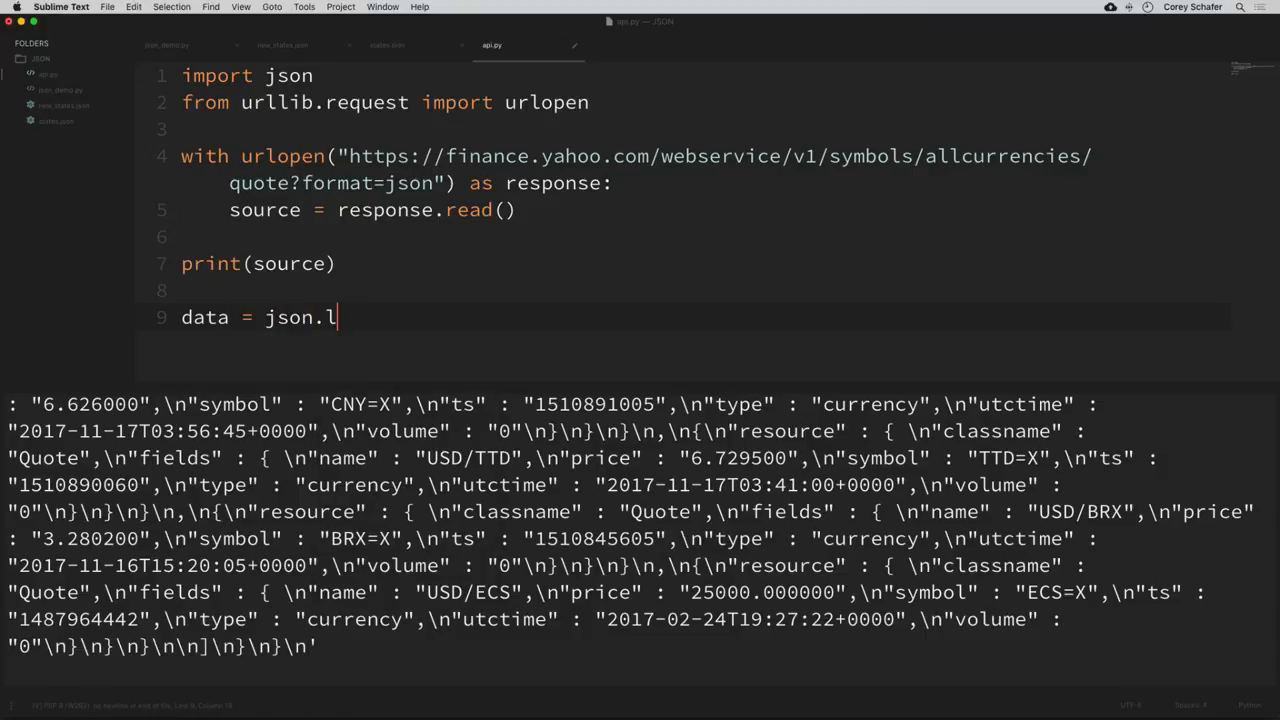 Sublime Text File Edit Selection Find View Goto Tools Project Window Help Corey Schafer
api.py — JSON
FOLDERS
JSON
api.py
json_demo.py
new_states.json
states.json
json_demo.py new_states.json states.json api.py
1 import json
2 from urllib.request import urlopen
3
4 with urlopen("https://finance.yahoo.com/webservice/v1/symbols/allcurrencies/
quote?format=json") as response:
5 source = response.read()
6
7 print(source)
8
9 data = json.l
: "6.626000",\n"symbol" : "CNY=X",\n"ts" : "1510891005",\n"type" : "currency",\n"utctime" :
"2017-11-17T03:56:45+0000",\n"volume" : "0"\n}\n}\n}\n,\n{\n"resource" : { \n"classname" :
"Quote",\n"fields" : { \n"name" : "USD/TTD",\n"price" : "6.729500",\n"symbol" : "TTD=X",\n"ts" :
"1510890060",\n"type" : "currency",\n"utctime" : "2017-11-17T03:41:00+0000",\n"volume" :
"0"\n}\n}\n}\n,\n{\n"resource" : { \n"classname" : "Quote",\n"fields" : { \n"name" : "USD/BRX",\n"price"
: "3.280200",\n"symbol" : "BRX=X",\n"ts" : "1510845605",\n"type" : "currency",\n"utctime" :
"2017-11-16T15:20:05+0000",\n"volume" : "0"\n}\n}\n}\n,\n{\n"resource" : { \n"classname" :
"Quote",\n"fields" : { \n"name" : "USD/ECS",\n"price" : "25000.000000",\n"symbol" : "ECS=X",\n"ts" :
"1487964442",\n"type" : "currency",\n"utctime" : "2017-02-24T19:27:22+0000",\n"volume" :
"0"\n}\n}\n}\n\n]\n}\n}\n'
Line 9, Column 14 UTF-8 Spaces: 4 Python